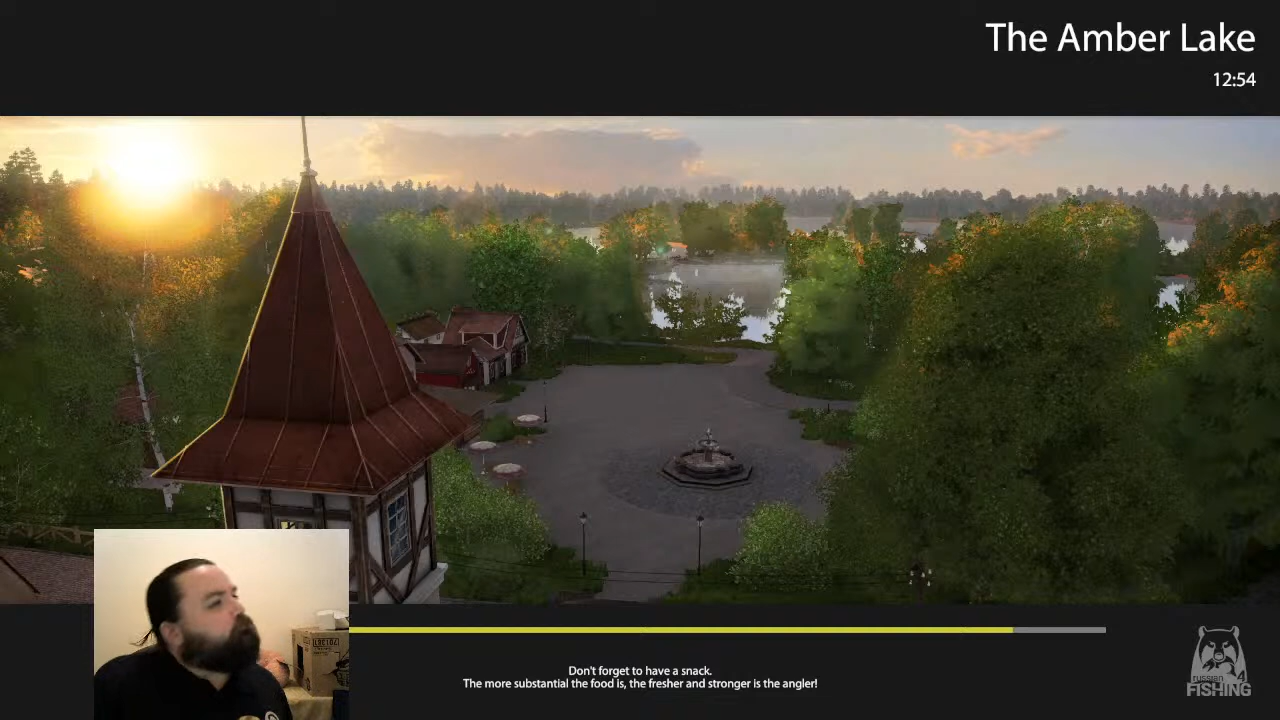 The Amber Lake
12:54
Don't forget to have a snack.
The more substantial the food is, the fresher and stronger is the angler!
russian 4
FISHING